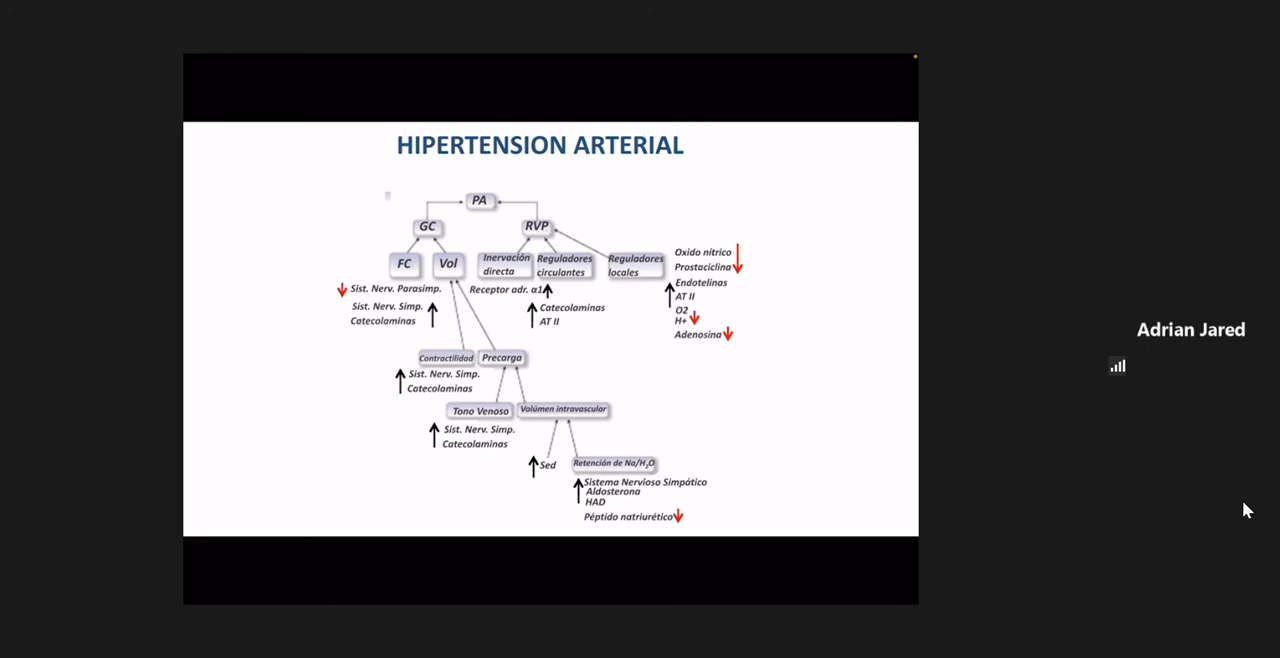 HIPERTENSION ARTERIAL
PA
GC
RVP
FC
Vol
Inervación
directa
Reguladores
circulantes
Reguladores
locales
Oxido nítrico
Prostaciclina
Endotelinas
AT II
O2
H+
Adenosina
Sist. Nerv. Parasimp.
Sist. Nerv. Simp.
Catecolaminas
Receptor adr. α1
Catecolaminas
AT II
Adrian Jared
Contractilidad
Precarga
Sist. Nerv. Simp.
Catecolaminas
Tono Venoso
Volúmen intravascular
Sist. Nerv. Simp.
Catecolaminas
Sed
Retención de Na/H₂O
Sistema Nervioso Simpático
Aldosterona
HAD
Péptido natriurético